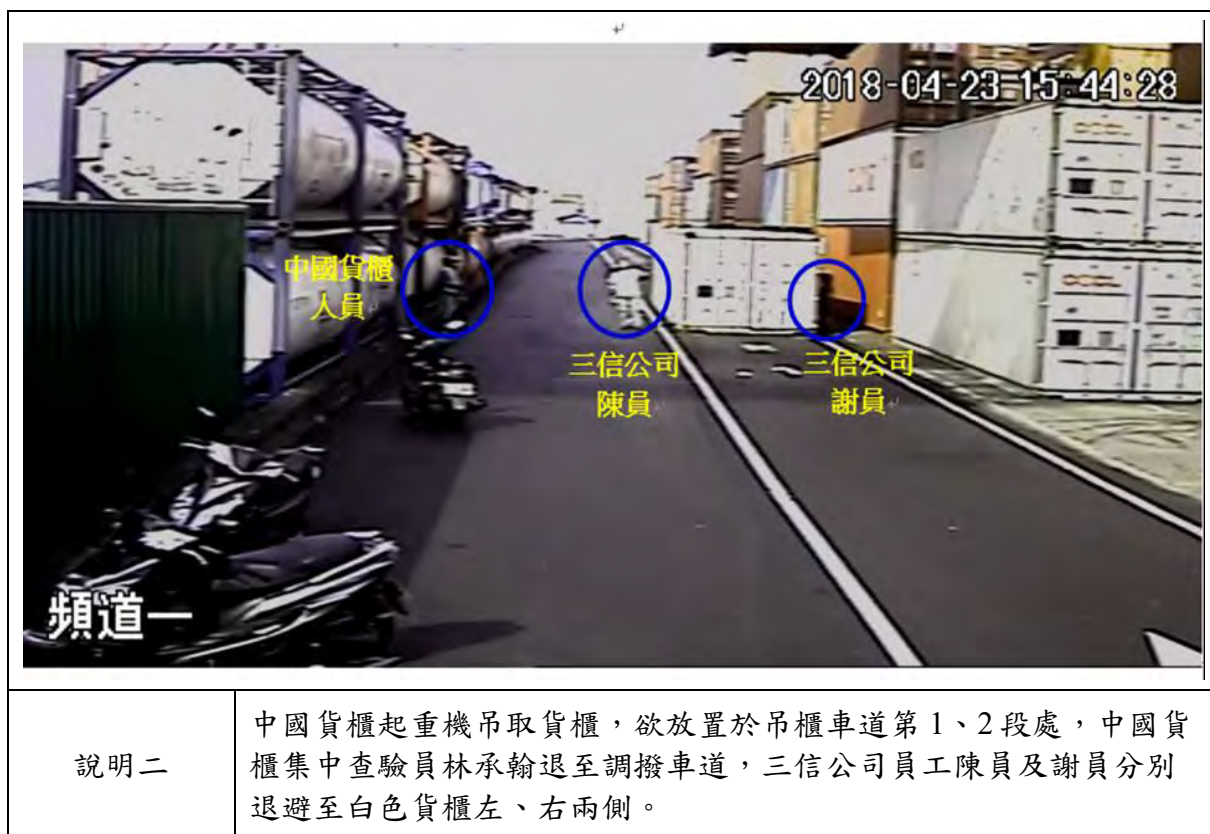 2018-04-23 15:44:28
中國貨櫃
人員
三信公司
陳員
三信公司
謝員
頻道一
說明二
中國貨櫃起重機吊取貨櫃，欲放置於吊櫃車道第 1、2 段處，中國貨
櫃集中查驗員林承翰退至調撥車道，三信公司員工陳員及謝員分別
退避至白色貨櫃左、右兩側。